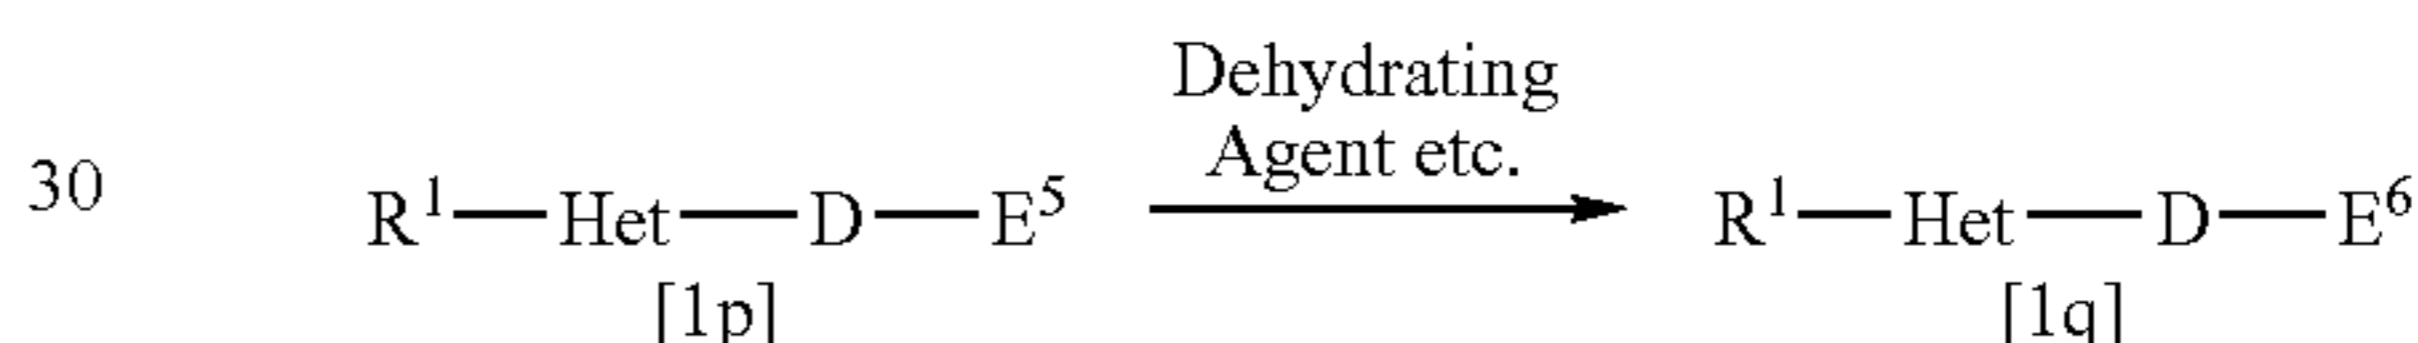 Dehydrating
Agent etc.
30 R¹—Het—D—E⁵ R¹—Het—D—E⁶
[1p] [1q]